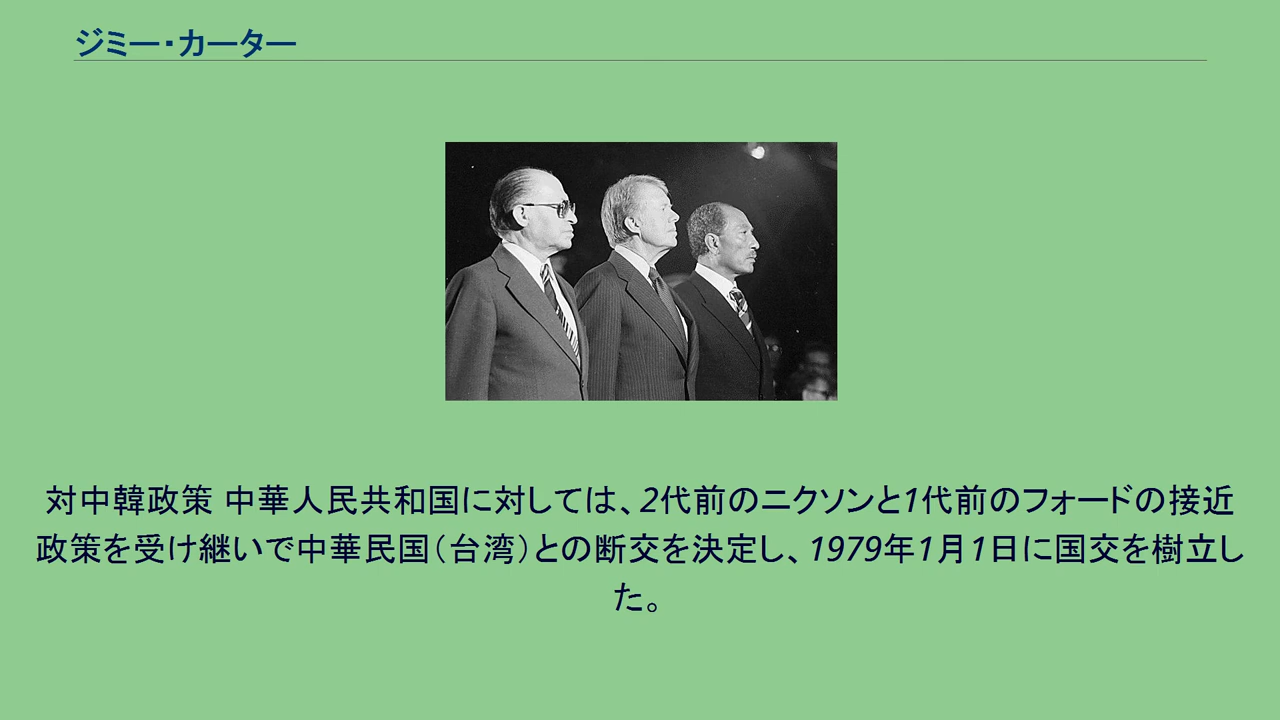 ジミー・カーター
対中韓政策 中華人民共和国に対しては、2代前のニクソンと1代前のフォードの接近
政策を受け継いで中華民国（台湾）との断交を決定し、1979年1月1日に国交を樹立し
た。